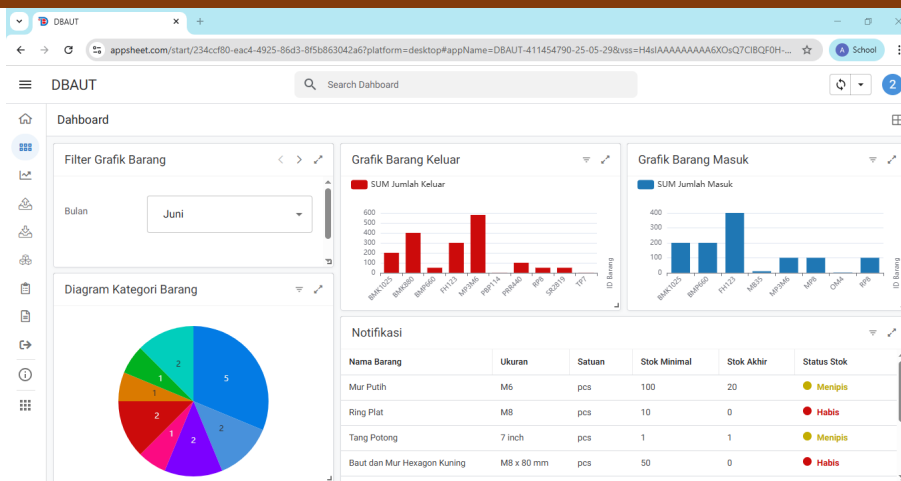 DBAUT
appsheet.com/start/234ccf80-eac4-4925-86d3-8f5b863042a6?platform=desktop#appName=DBAUT-411454790-25-05-29&vss=H4sIAAAAAAAAA6XOsQ7CIBQF0H-...
A School
DBAUT
Search Dahboard
2
Dahboard
Filter Grafik Barang
Bulan
Juni
Grafik Barang Keluar
SUM Jumlah Keluar
600
500
400
300
200
100
0
BMK1025
BMK880
BMP660
FH123
MP3M6
PBP114
PRR440
RP8
SR2819
TP7
ID Barang
Grafik Barang Masuk
SUM Jumlah Masuk
400
300
200
100
0
BMK1025
BMP660
FH123
MB35
MP3M6
MP8
OM4
RP8
ID Barang
Diagram Kategori Barang
2
5
1
1
2
2
1
2
Notifikasi
Nama Barang Ukuran Satuan Stok Minimal Stok Akhir Status Stok
Mur Putih M6 pcs 100 20 Menipis
Ring Plat M8 pcs 10 0 Habis
Tang Potong 7 inch pcs 1 1 Menipis
Baut dan Mur Hexagon Kuning M8 x 80 mm pcs 50 0 Habis